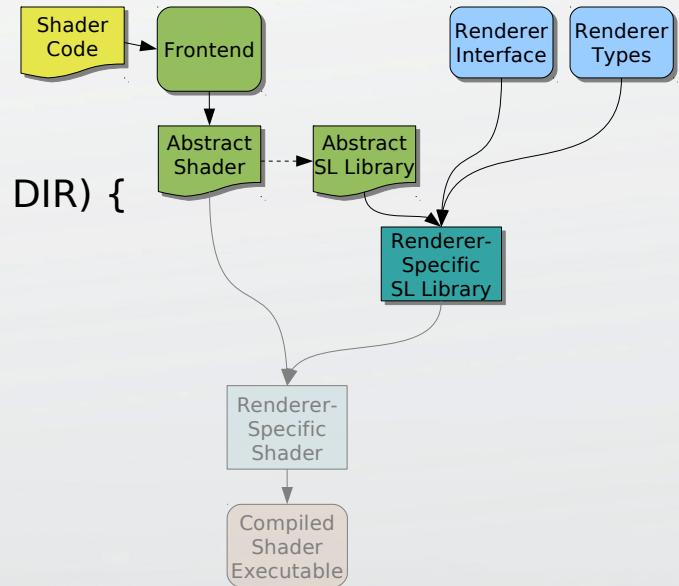 Shader
Code
Frontend
Renderer
Interface
Renderer
Types
Abstract
Shader
Abstract
SL Library
DIR) {
Renderer-
Specific
SL Library
Renderer-
Specific
Shader
Compiled
Shader
Executable